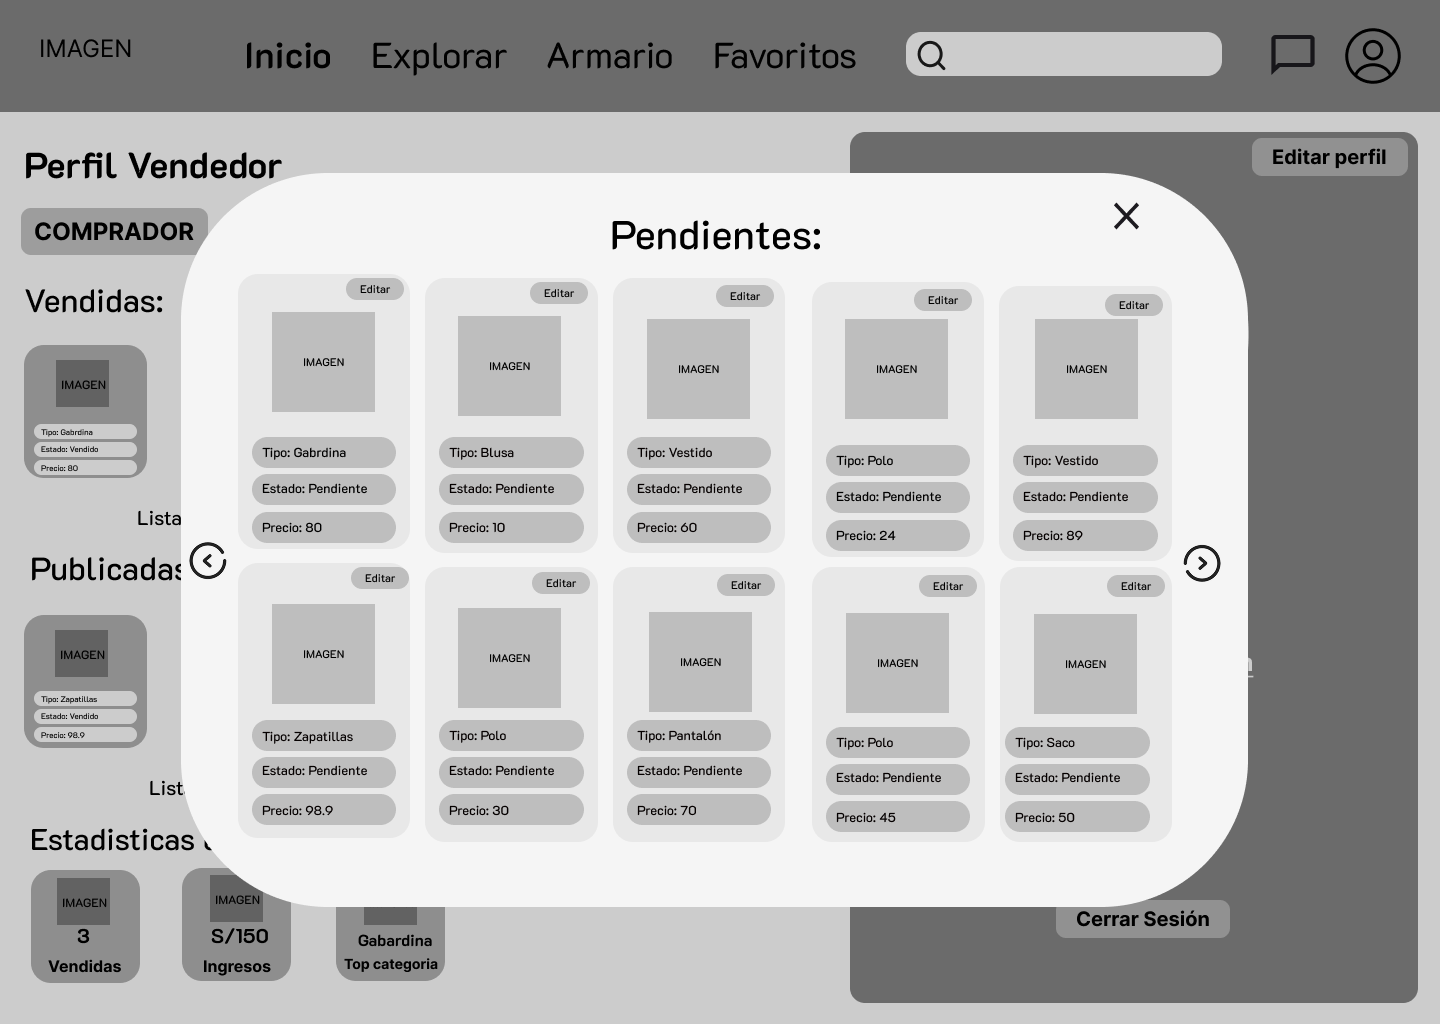 IMAGEN
Inicio
Explorar
Armario
Favoritos
Perfil Vendedor
Editar perfil
COMPRADOR
Pendientes:
Vendidas:
IMAGEN
Tipo: Gabrdina
Estado: Vendido
Precio: 80
Lista
Publicadas
IMAGEN
Tipo: Zapatillas
Estado: Vendido
Precio: 98.9
Editar
IMAGEN
Tipo: Gabrdina
Estado: Pendiente
Precio: 80
Editar
IMAGEN
Tipo: Blusa
Estado: Pendiente
Precio: 10
Editar
IMAGEN
Tipo: Vestido
Estado: Pendiente
Precio: 60
Editar
IMAGEN
Tipo: Polo
Estado: Pendiente
Precio: 24
Editar
IMAGEN
Tipo: Vestido
Estado: Pendiente
Precio: 89
Editar
IMAGEN
Tipo: Zapatillas
Estado: Pendiente
Precio: 98.9
Editar
IMAGEN
Tipo: Polo
Estado: Pendiente
Precio: 30
Editar
IMAGEN
Tipo: Pantalón
Estado: Pendiente
Precio: 70
Editar
IMAGEN
Tipo: Polo
Estado: Pendiente
Precio: 45
Editar
IMAGEN
Tipo: Saco
Estado: Pendiente
Precio: 50
Estadisticas
IMAGEN
3
Vendidas
IMAGEN
S/150
Ingresos
Gabardina
Top categoria
Cerrar Sesión